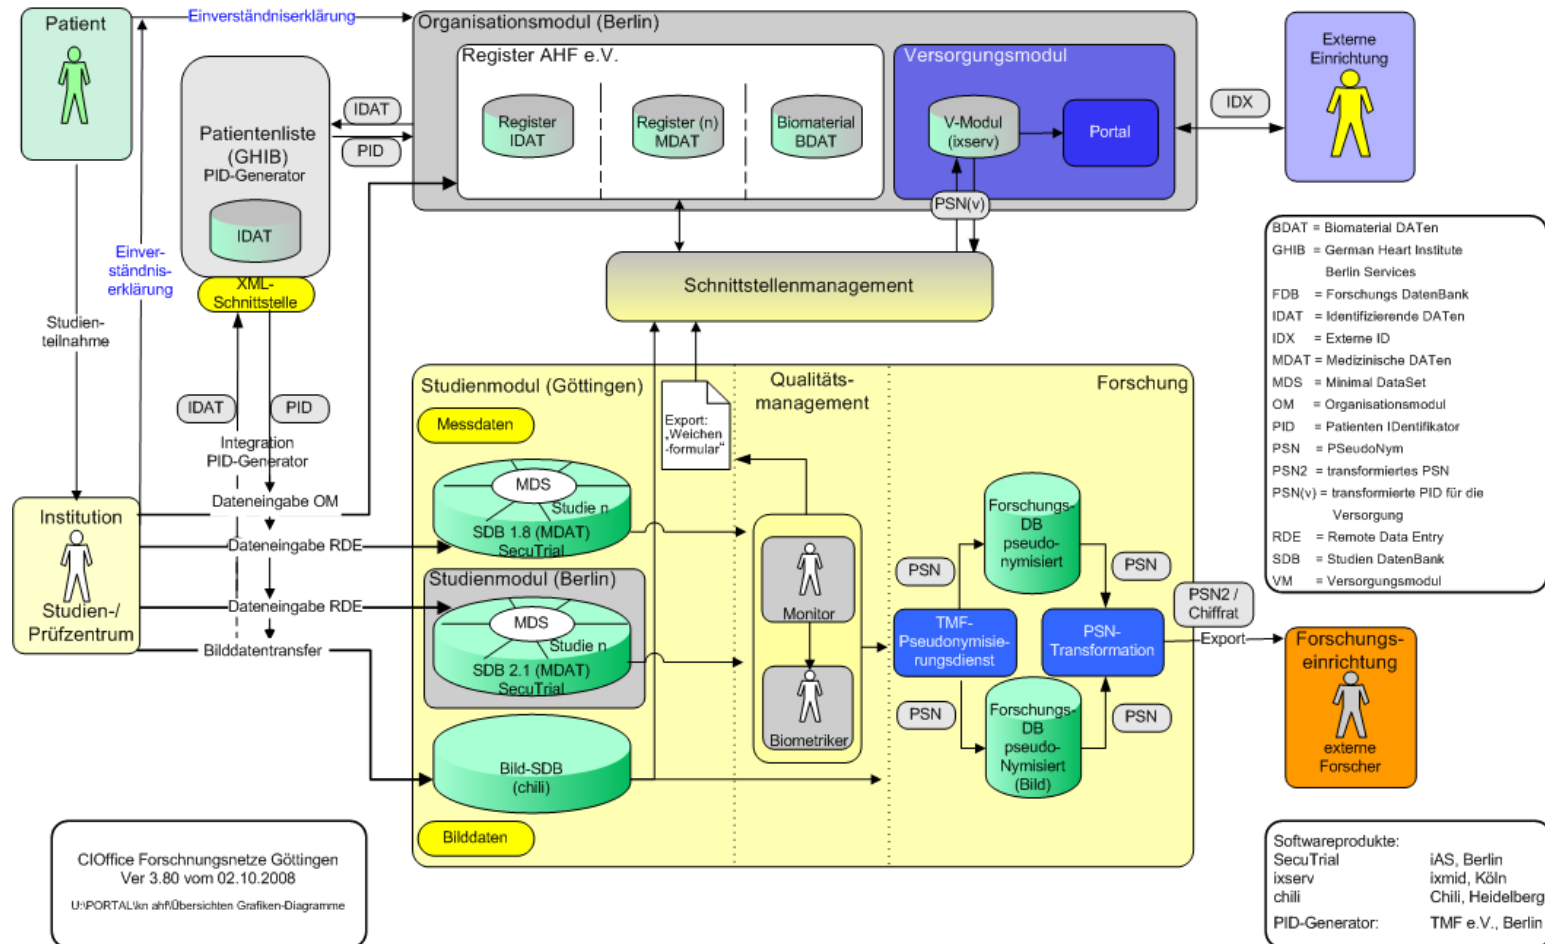 Patient
Einverständniserklärung
Organisationsmodul (Berlin)
Register AHF e.V.
Versorgungsmodul
Externe
Einrichtung
Patientenliste
(GHIB)
PID-Generator
IDAT
IDAT
PID
Register
IDAT
Register (n)
MDAT
Biomaterial
BDAT
V-Modul
(ixserv)
Portal
IDX
PSN(v)
XML-
Schnittstelle
Einver-
ständnis-
erklärung
Studien-
teilnahme
Schnittstellenmanagement
BDAT = Biomaterial DATen
GHIB = German Heart Institute
Berlin Services
FDB = Forschungs DatenBank
IDAT = Identifizierende DATen
IDX = Externe ID
MDAT = Medizinische DATen
MDS = Minimal DataSet
OM = Organisationsmodul
PID = Patienten IDentifikator
PSN = PSeudoNym
PSN2 = transformiertes PSN
PSN(v) = transformierte PID für die
Versorgung
RDE = Remote Data Entry
SDB = Studien DatenBank
VM = Versorgungsmodul
IDAT
PID
Integration
PID-Generator
Dateneingabe OM
Dateneingabe RDE
Dateneingabe RDE
Bilddatentransfer
Institution
Studien-/
Prüfzentrum
Studienmodul (Göttingen)
Messdaten
MDS
Studie n
SDB 1.8 (MDAT)
SecuTrial
Studienmodul (Berlin)
MDS
Studie n
SDB 2.1 (MDAT)
SecuTrial
Bild-SDB
(chili)
Bilddaten
Export:
„Weichen
-formular“
Qualitäts-
management
Monitor
Biometriker
Forschung
Forschungs-
DB
pseudo-
nymisiert
PSN
PSN
TMF-
Pseudonymisie-
rungsdienst
PSN-
Transformation
PSN
PSN
Forschungs-
DB
pseudo-
Nymisiert
(Bild)
PSN2 /
Chiffrat
Export
Forschungs-
einrichtung
externe
Forscher
CIOffice Forschnungsnetze Göttingen
Ver 3.80 vom 02.10.2008
U:\PORTAL\kn ahf\Übersichten Grafiken-Diagramme
Softwareprodukte:
SecuTrial iAS, Berlin
ixserv ixmid, Köln
chili Chili, Heidelberg
PID-Generator: TMF e.V., Berlin